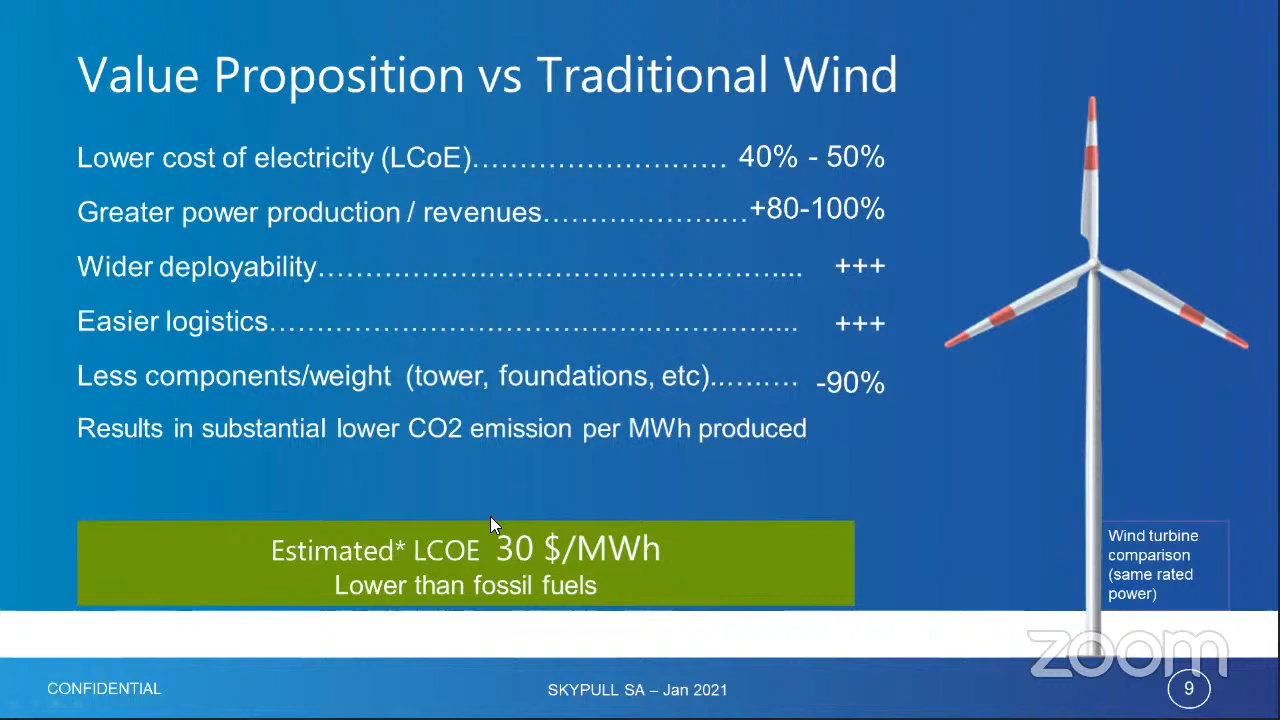 Value Proposition vs Traditional Wind
Lower cost of electricity (LCoE)………………………. 40% - 50%
Greater power production / revenues………………..….+80-100%
Wider deployability…………………………………………….... +++
Easier logistics…………………………………..…………..... +++
Less components/weight (tower, foundations, etc)..……… -90%
Results in substantial lower CO2 emission per MWh produced
Estimated* LCOE 30 $/MWh
Lower than fossil fuels
Wind turbine
comparison
(same rated
power)
zoom
CONFIDENTIAL
SKYPULL SA – Jan 2021
9